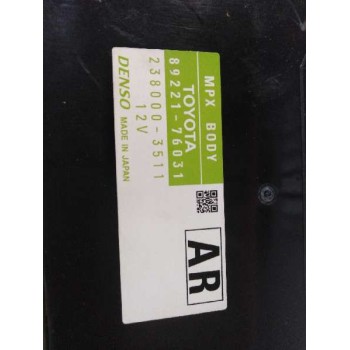 MPX BODY
TOYOTA
89221-76031
238000-3511
12V
DENSO MADE IN JAPAN
AR